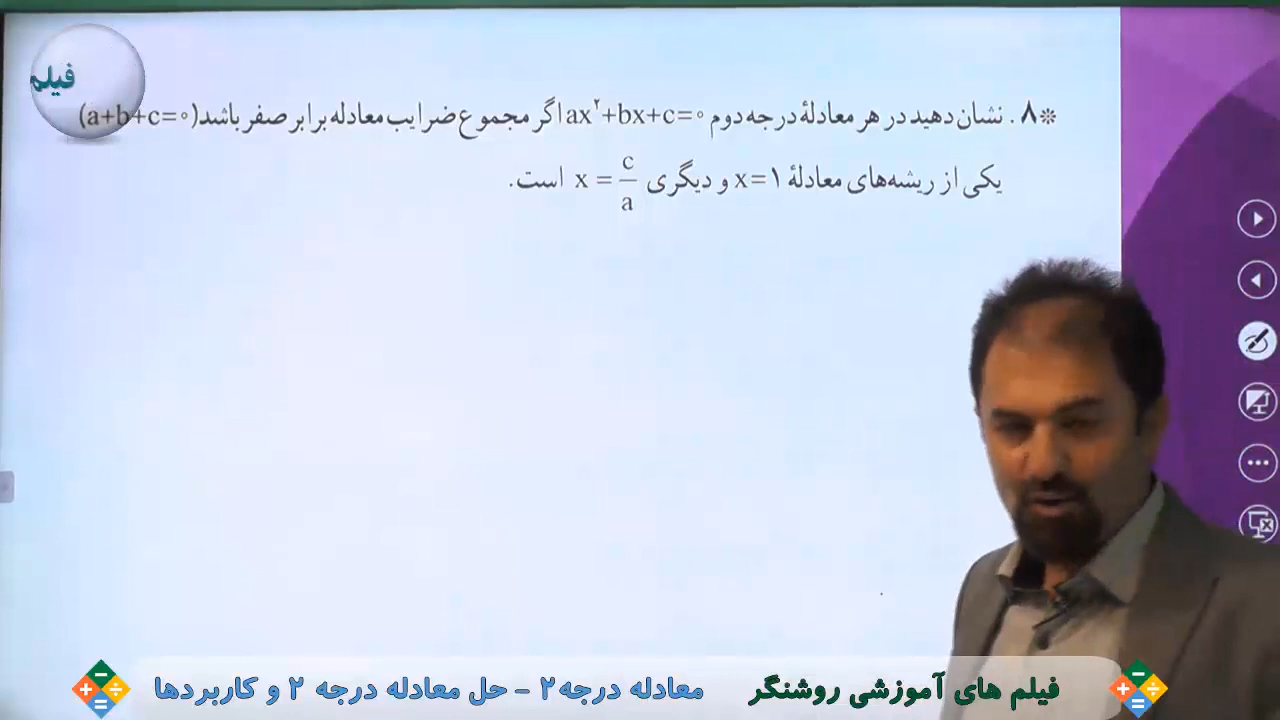 فیلم
*۸. نشان دهید در هر معادلهٔ درجه دوم ax۲+bx+c=۰ اگر مجموع ضرایب معادله برابر صفر باشد (a+b+c=۰)
یکی از ریشه‌های معادلهٔ x=۱ و دیگری x = c/a است.
فیلم های آموزشی روشنگر
معادله درجه۲ - حل معادله درجه ۲ و کاربردها